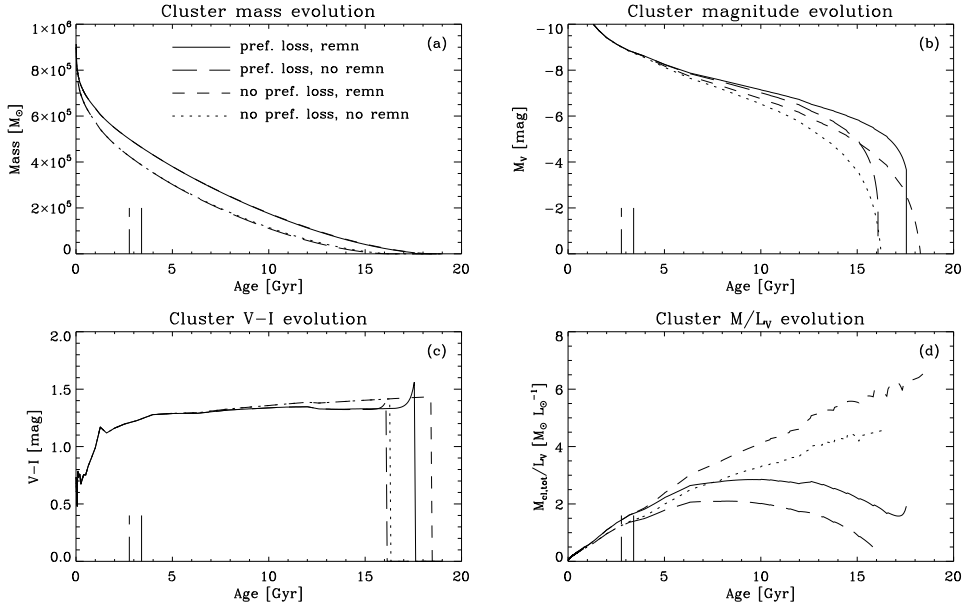 Cluster mass evolution
1×10⁶
8×10⁵
6×10⁵
4×10⁵
2×10⁵
0
Mass [M☉]
(a)
pref. loss, remn
pref. loss, no remn
no pref. loss, remn
no pref. loss, no remn
0 5 10 15 20
Age [Gyr]
Cluster magnitude evolution
-10
-8
-6
-4
-2
0
M_V [mag]
(b)
0 5 10 15 20
Age [Gyr]
Cluster V-I evolution
2.0
1.5
1.0
0.5
0.0
V-I [mag]
(c)
0 5 10 15 20
Age [Gyr]
Cluster M/L_V evolution
8
6
4
2
0
M_cl,tot/L_V [M☉ L☉⁻¹]
(d)
0 5 10 15 20
Age [Gyr]